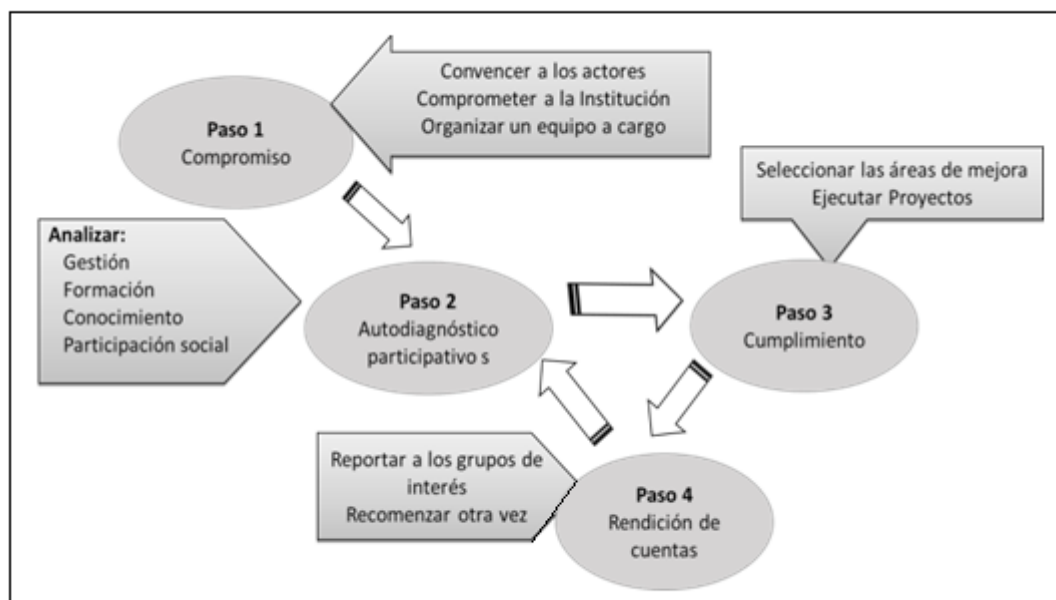 Paso 1
Compromiso
Convencer a los actores
Comprometer a la Institución
Organizar un equipo a cargo
Analizar:
Gestión
Formación
Conocimiento
Participación social
Paso 2
Autodiagnóstico
participativo s
Seleccionar las áreas de mejora
Ejecutar Proyectos
Paso 3
Cumplimiento
Reportar a los grupos de
interés
Recomenzar otra vez
Paso 4
Rendición de
cuentas